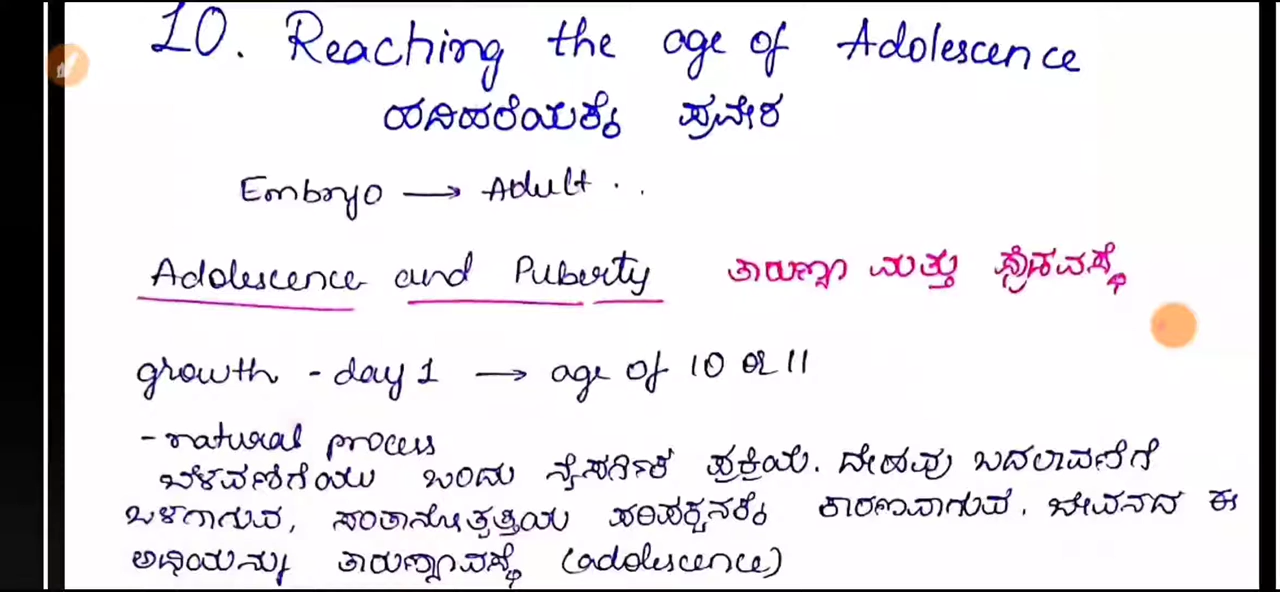 10. Reaching the age of Adolescence
ಹದಿಹರೆಯಕ್ಕೆ ಪ್ರವೇಶ
Embryo → Adult . . .
Adolescence and Puberty ತಾರುಣ್ಯ ಮತ್ತು ಪ್ರೌಢವಸ್ಥೆ
growth - day 1 → age of 10 or 11
- natural process
ಬೆಳವಣಿಗೆಯು ಒಂದು ನೈಸರ್ಗಿಕ ಪ್ರಕ್ರಿಯೆ. ದೇಹವು ಬದಲಾವಣೆಗೆ
ಒಳಗಾಗುವ, ಸಂತಾನೋತ್ಪತ್ತಿಯ ಪರಿಪಕ್ವನಕ್ಕೆ ಕಾರಣವಾಗುವ. ಜೀವನದ ಈ
ಅವಧಿಯನ್ನು ತಾರುಣ್ಯಾವಸ್ಥೆ (adolescence)